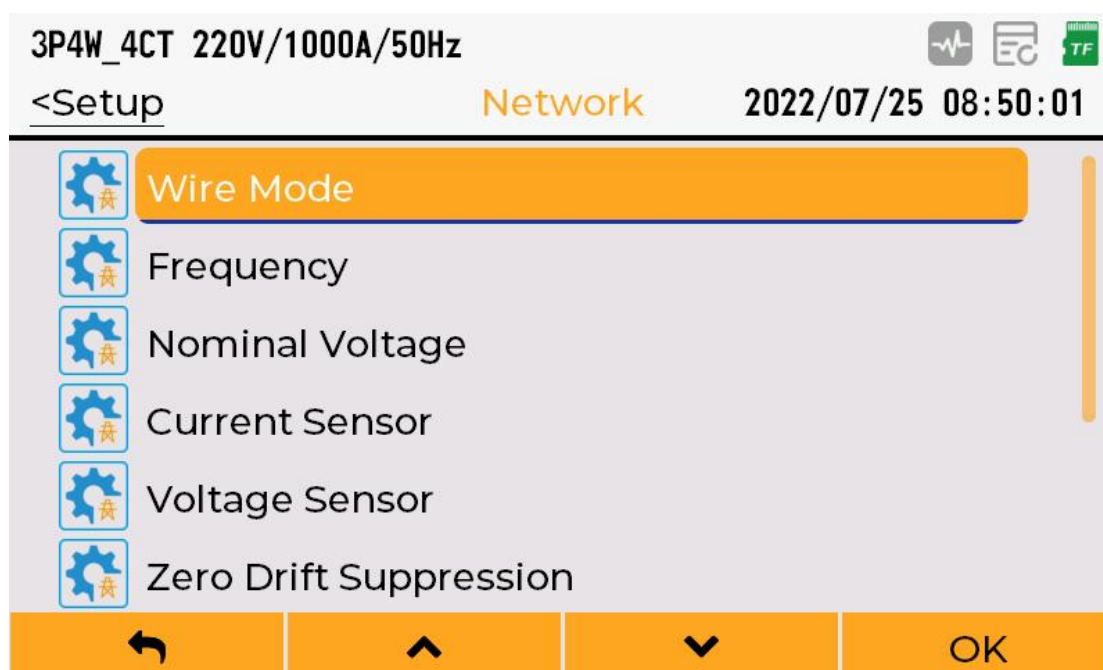 3P4W_4CT 220V/1000A/50Hz
TF
<Setup
Network
2022/07/25 08:50:01
Wire Mode
Frequency
Nominal Voltage
Current Sensor
Voltage Sensor
Zero Drift Suppression
OK